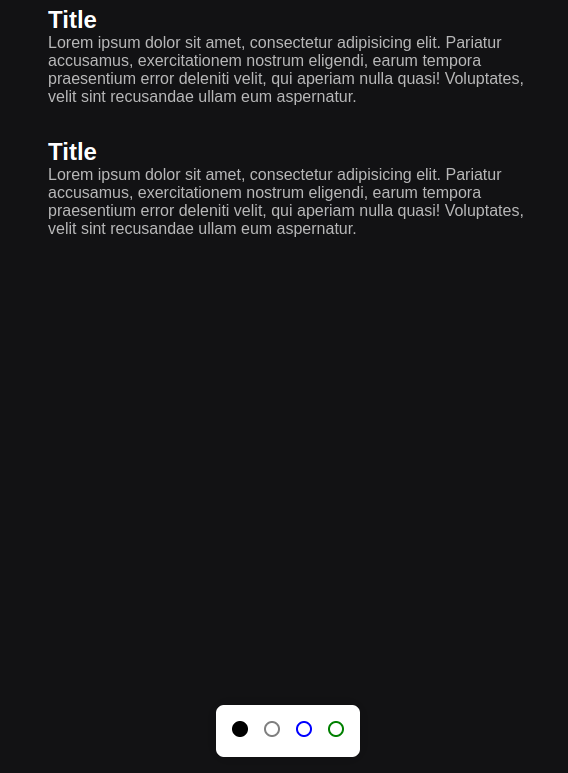 Title
Lorem ipsum dolor sit amet, consectetur adipisicing elit. Pariatur
accusamus, exercitationem nostrum eligendi, earum tempora
praesentium error deleniti velit, qui aperiam nulla quasi! Voluptates,
velit sint recusandae ullam eum aspernatur.
Title
Lorem ipsum dolor sit amet, consectetur adipisicing elit. Pariatur
accusamus, exercitationem nostrum eligendi, earum tempora
praesentium error deleniti velit, qui aperiam nulla quasi! Voluptates,
velit sint recusandae ullam eum aspernatur.